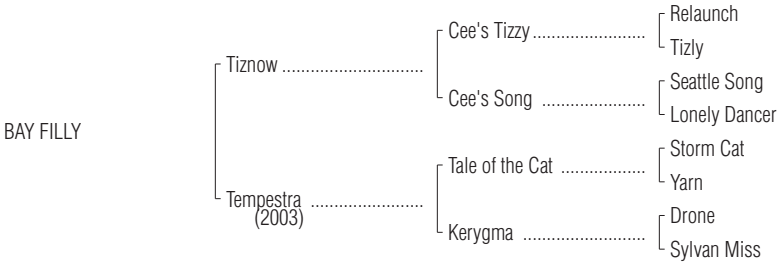 Relaunch
Cee's Tizzy ........................
Tizly
Tiznow ..............................
Seattle Song
Cee's Song ......................
Lonely Dancer
BAY FILLY
Storm Cat
Tale of the Cat ..................
Yarn
Tempestra ........................
(2003)
Drone
Kerygma ..........................
Sylvan Miss